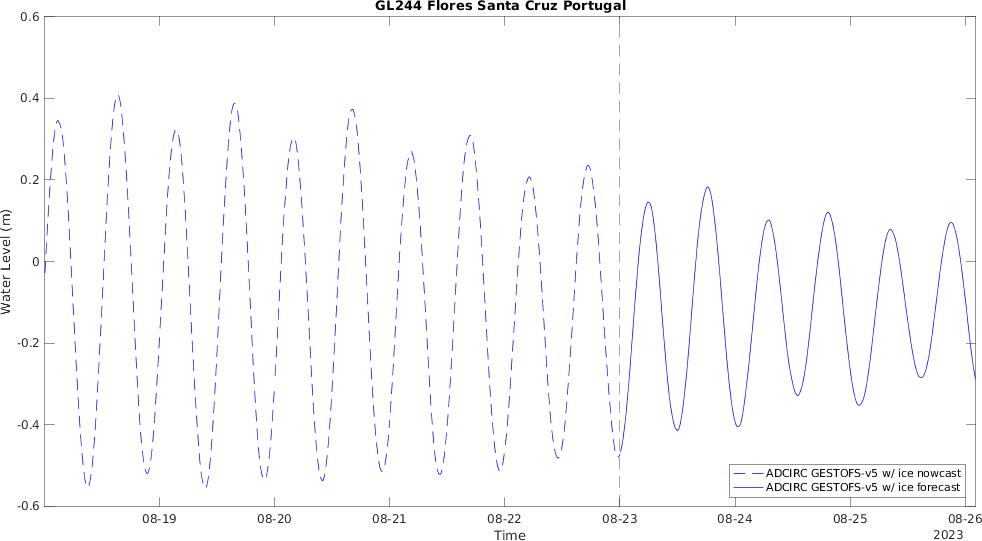 GL244 Flores Santa Cruz Portugal
0.6
0.4
0.2
0
-0.2
-0.4
-0.6
Water Level (m)
ADCIRC GESTOFS-v5 w/ ice nowcast
ADCIRC GESTOFS-v5 w/ ice forecast
08-19 08-20 08-21 08-22 08-23 08-24 08-25 08-26
Time
2023